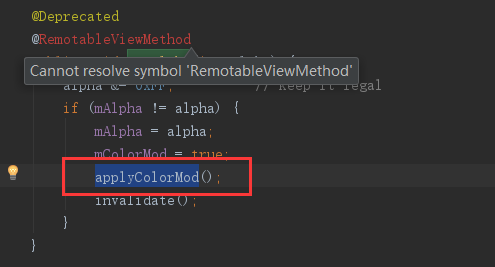 @Deprecated
@RemotableViewMethod
Cannot resolve symbol 'RemotableViewMethod'
alpha &= 0xFF; // keep it legal
if (mAlpha != alpha) {
mAlpha = alpha;
mColorMod = true;
applyColorMod();
invalidate();
}
}